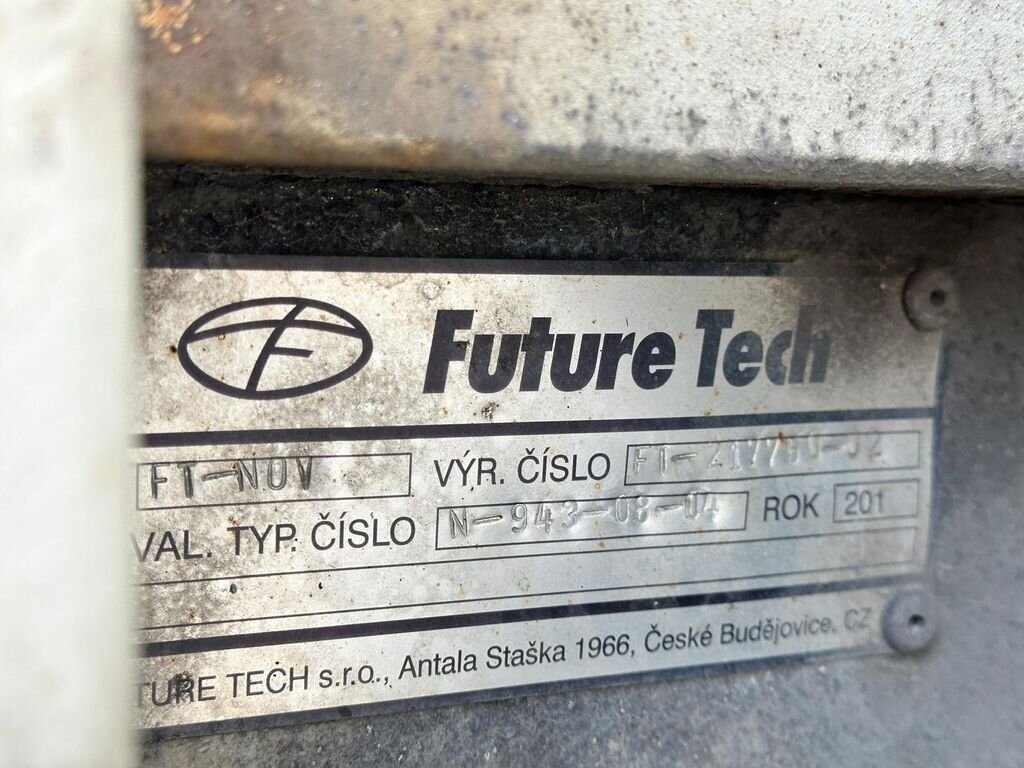 Future Tech
FT-NOV VÝR. ČÍSLO
VAL. TYP. ČÍSLO N-943-08-04 ROK 201
TURE TECH s.r.o., Antala Staška 1966, České Budějovice, CZ